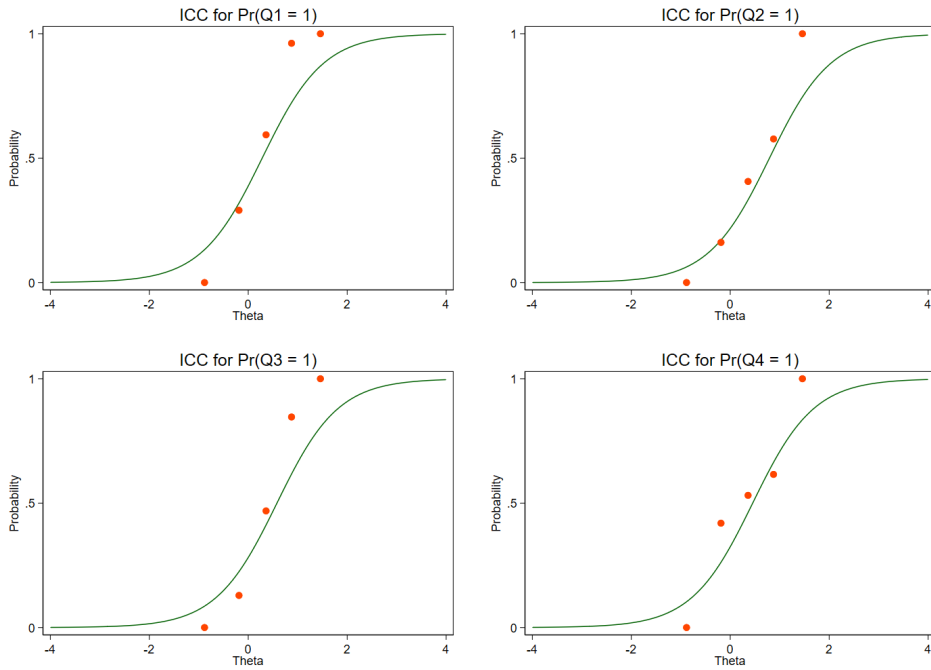 ICC for Pr(Q1 = 1)
1
.5
0
Probability
-4 -2 0 2 4
Theta
ICC for Pr(Q2 = 1)
1
.5
0
Probability
-4 -2 0 2 4
Theta
ICC for Pr(Q3 = 1)
1
.5
0
Probability
-4 -2 0 2 4
Theta
ICC for Pr(Q4 = 1)
1
.5
0
Probability
-4 -2 0 2 4
Theta